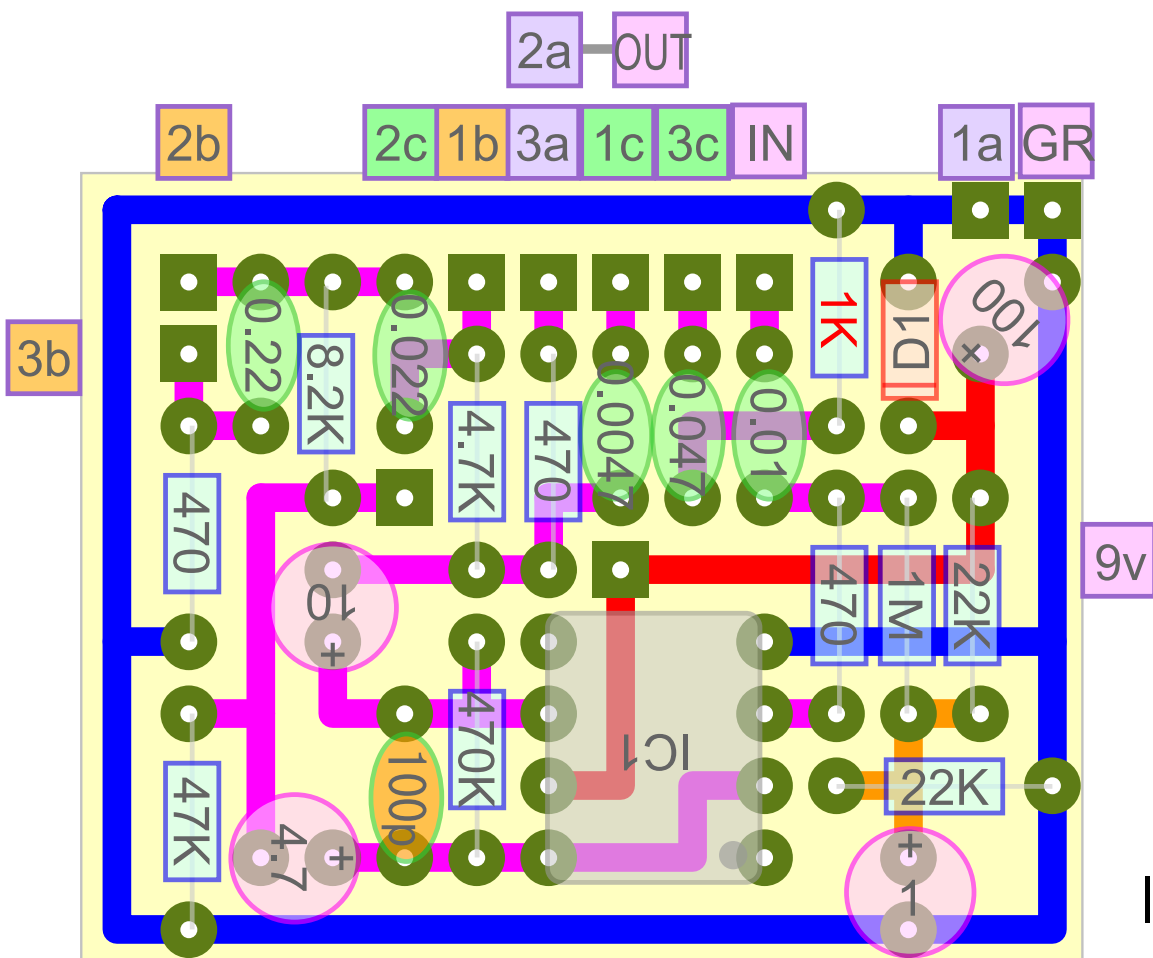 2a OUT
2b 2c 1b 3a 1c 3c IN 1a GR
3b 0.22 8.2K 0.022 1K D1 100 +
4.7K 470 0.0047 0.047 0.01
470 9v
10 + 470 1M 22K
470K IC1
47K 100p 22K
4.7 + + 1